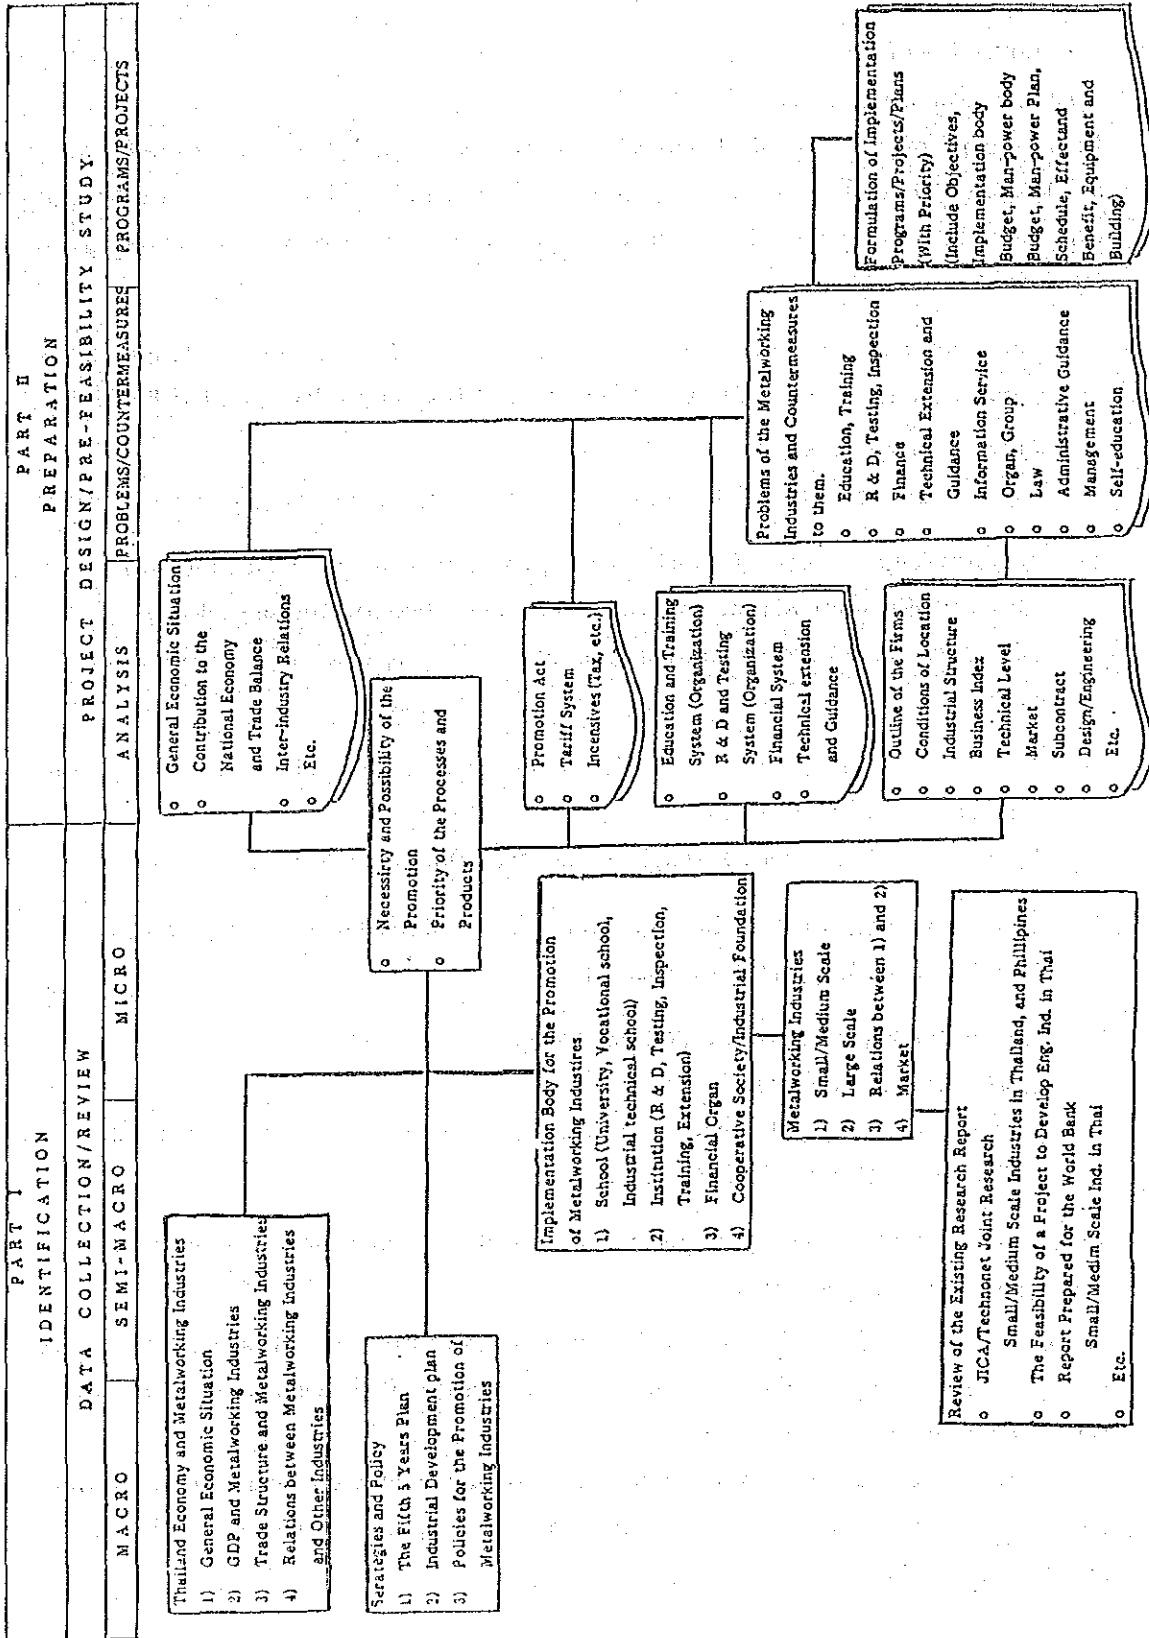 PART I
IDENTIFICATION
DATA COLLECTION/REVIEW
MACRO
SEMI-MACRO
MICRO
PART II
PREPARATION
PROJECT DESIGN/PRE-FEASIBILITY STUDY
ANALYSIS
PROBLEMS/COUNTERMEASURES
PROGRAMS/PROJECTS
Thailand Economy and Metalworking Industries
1) General Economic Situation
2) GDP and Metalworking Industries
3) Trade Structure and Metalworking Industries
4) Relations between Metalworking Industries
and Other Industries
Serategies and Policy
1) The Fifth 5 Years Plan
2) Industrial Development plan
3) Policies for the Promotion of
Metalworking Industries
Implementation Body for the Promotion
of Metalworking Industires
1) School (University, Vocational school,
Industrial technical school)
2) Institution (R & D, Testing, Inspection,
Training, Extension)
3) Financial Organ
4) Cooperative Society/Industrial Foundation
Metalworking Industries
1) Small/Medium Scale
2) Large Scale
3) Relations between 1) and 2)
4) Market
Review of the Existing Research Report
o JICA/Technonet Joint Research
Small/Medium Scale Industries in Thailand, and Phillipines
o The Feasibility of a Project to Develop Eng. Ind. in Thai
o Report Prepared for the World Bank
Small/Medim Scale Ind. in Thai
o Etc.
o General Economic Situation
o Contribution to the
National Economy
and Trade Balance
o Inter-industry Relations
o Etc.
o Necessirty and Possibility of the
Promotion
o Priority of the Processes and
Products
o Promotion Act
o Tariff System
o Incentives (Tax, etc.)
o Education and Training
System (Organization)
o R & D and Testing
System (Organization)
o Financial System
o Technical extension
and Guidance
o Outline of the Firms
o Conditions of Location
o Industrial Structure
o Business Index
o Technical Level
o Market
o Subcontract
o Design/Engineering
o Etc.
Problems of the Metalworking
Industries and Countermeasures
to them.
o Education, Training
o R & D, Testing, Inspection
o Finance
o Technical Extension and
Guidance
o Information Service
o Organ, Group
o Law
o Administrative Guidance
o Management
o Self-education
Formulation of Implementation
Programs/Projects/Plans
(With Priority)
(Include Objectives,
Implementation body
Budget, Man-power body
Budget, Man-power Plan,
Schedule, Effectand
Benefit, Equipment and
Building)